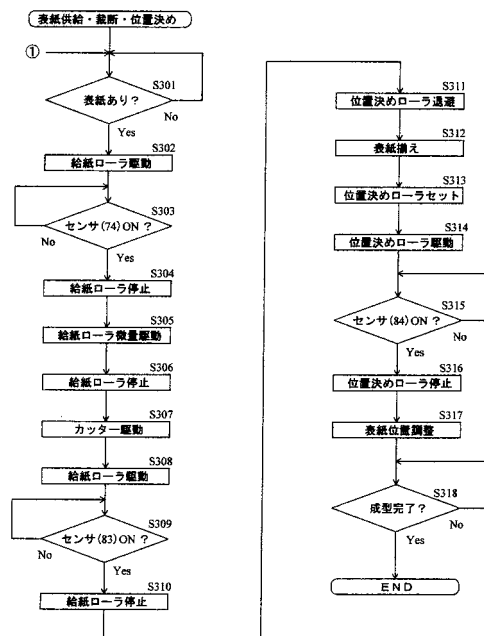 表紙供給・裁断・位置決め
①
S301
表紙あり？
No
Yes
S302
給紙ローラ駆動
S303
センサ(74)ON？
No
Yes
S304
給紙ローラ停止
S305
給紙ローラ微量駆動
S306
給紙ローラ停止
S307
カッター駆動
S308
給紙ローラ駆動
S309
センサ(83)ON？
No
Yes
S310
給紙ローラ停止
S311
位置決めローラ退避
S312
表紙揃え
S313
位置決めローラセット
S314
位置決めローラ駆動
S315
センサ(84)ON？
No
Yes
S316
位置決めローラ停止
S317
表紙位置調整
S318
成型完了？
No
Yes
END